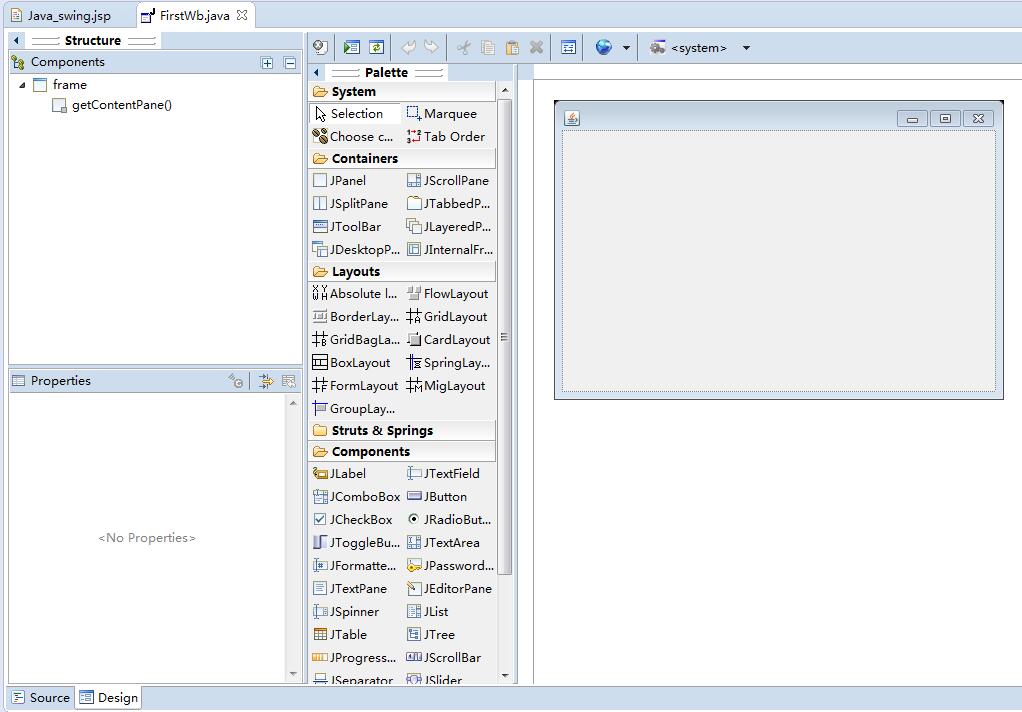 Java_swing.jsp
FirstWb.java
Structure
Components
frame
getContentPane()
Properties
<No Properties>
<system>
Palette
System
Selection Marquee
Choose c... Tab Order
Containers
JPanel JScrollPane
JSplitPane JTabbedP...
JToolBar JLayeredP...
JDesktopP... JInternalFr...
Layouts
Absolute l... FlowLayout
BorderLay... GridLayout
GridBagLa... CardLayout
BoxLayout SpringLay...
FormLayout MigLayout
GroupLay...
Struts & Springs
Components
JLabel JTextField
JComboBox JButton
JCheckBox JRadioBut...
JToggleBu... JTextArea
JFormatte... JPassword...
JTextPane JEditorPane
JSpinner JList
JTable JTree
JProgress... JScrollBar
JSeparator JSlider
Source Design